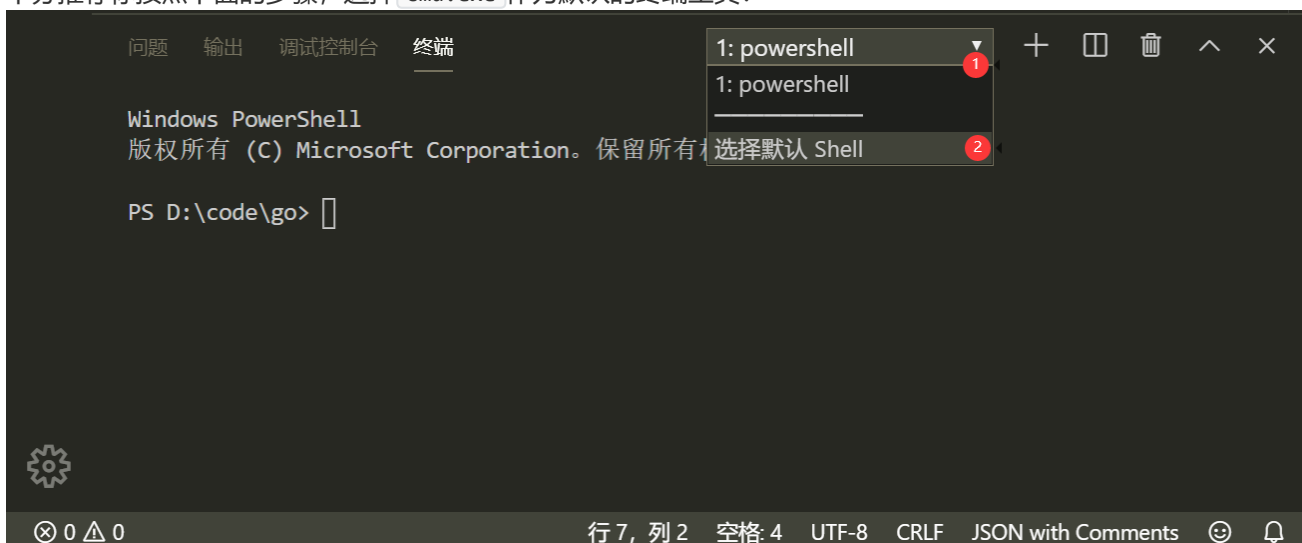 问题 输出 调试控制台 终端 1: powershell
1
1: powershell
Windows PowerShell
版权所有 (C) Microsoft Corporation。保留所有
选择默认 Shell 2
PS D:\code\go>
0 0 行 7，列 2 空格: 4 UTF-8 CRLF JSON with Comments